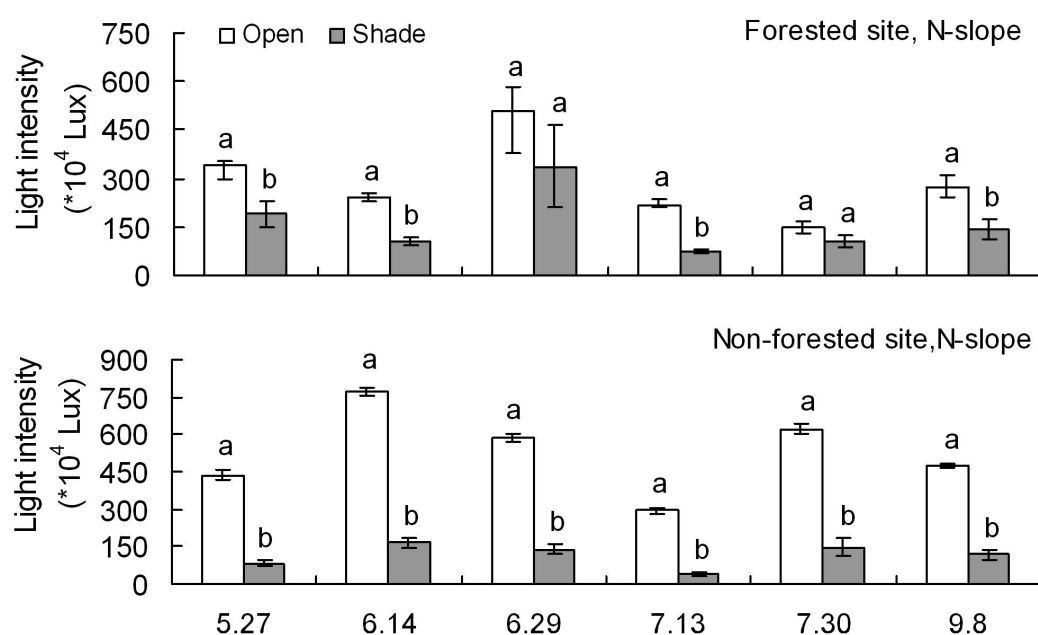 Forested site, N-slope
Open Shade
Light intensity
(*10⁴ Lux)
750
600
450
300
150
0
a b a b a a a b a a a b
Non-forested site,N-slope
Light intensity
(*10⁴ Lux)
900
750
600
450
300
150
0
a b a b a b a b a b a b
5.27 6.14 6.29 7.13 7.30 9.8